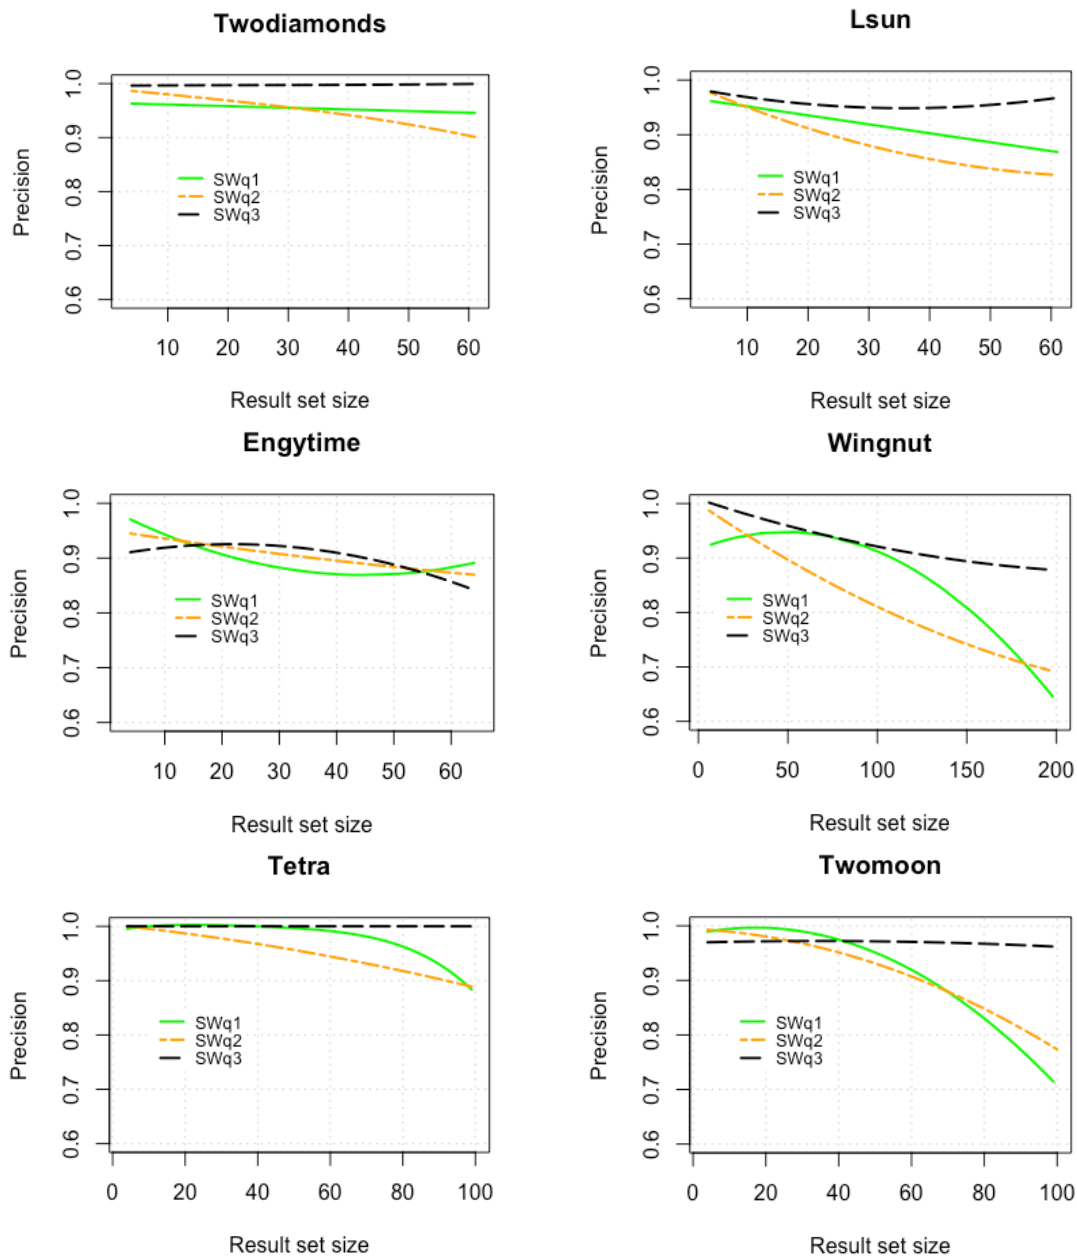 Twodiamonds
Precision
0.6 0.7 0.8 0.9 1.0
SWq1
SWq2
SWq3
10 20 30 40 50 60
Result set size
Lsun
Precision
0.6 0.7 0.8 0.9 1.0
SWq1
SWq2
SWq3
10 20 30 40 50 60
Result set size
Engytime
Precision
0.6 0.7 0.8 0.9 1.0
SWq1
SWq2
SWq3
10 20 30 40 50 60
Result set size
Wingnut
Precision
0.6 0.7 0.8 0.9 1.0
SWq1
SWq2
SWq3
0 50 100 150 200
Result set size
Tetra
Precision
0.6 0.7 0.8 0.9 1.0
SWq1
SWq2
SWq3
0 20 40 60 80 100
Result set size
Twomoon
Precision
0.6 0.7 0.8 0.9 1.0
SWq1
SWq2
SWq3
0 20 40 60 80 100
Result set size